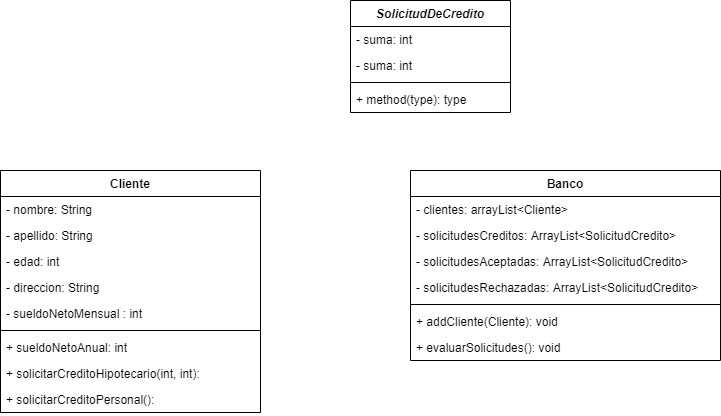 SolicitudDeCredito
- suma: int
- suma: int
+ method(type): type
Cliente
- nombre: String
- apellido: String
- edad: int
- direccion: String
- sueldoNetoMensual : int
+ sueldoNetoAnual: int
+ solicitarCreditoHipotecario(int, int):
+ solicitarCreditoPersonal():
Banco
- clientes: arrayList<Cliente>
- solicitudesCreditos: ArrayList<SolicitudCredito>
- solicitudesAceptadas: ArrayList<SolicitudCredito>
- solicitudesRechazadas: ArrayList<SolicitudCredito>
+ addCliente(Cliente): void
+ evaluarSolicitudes(): void